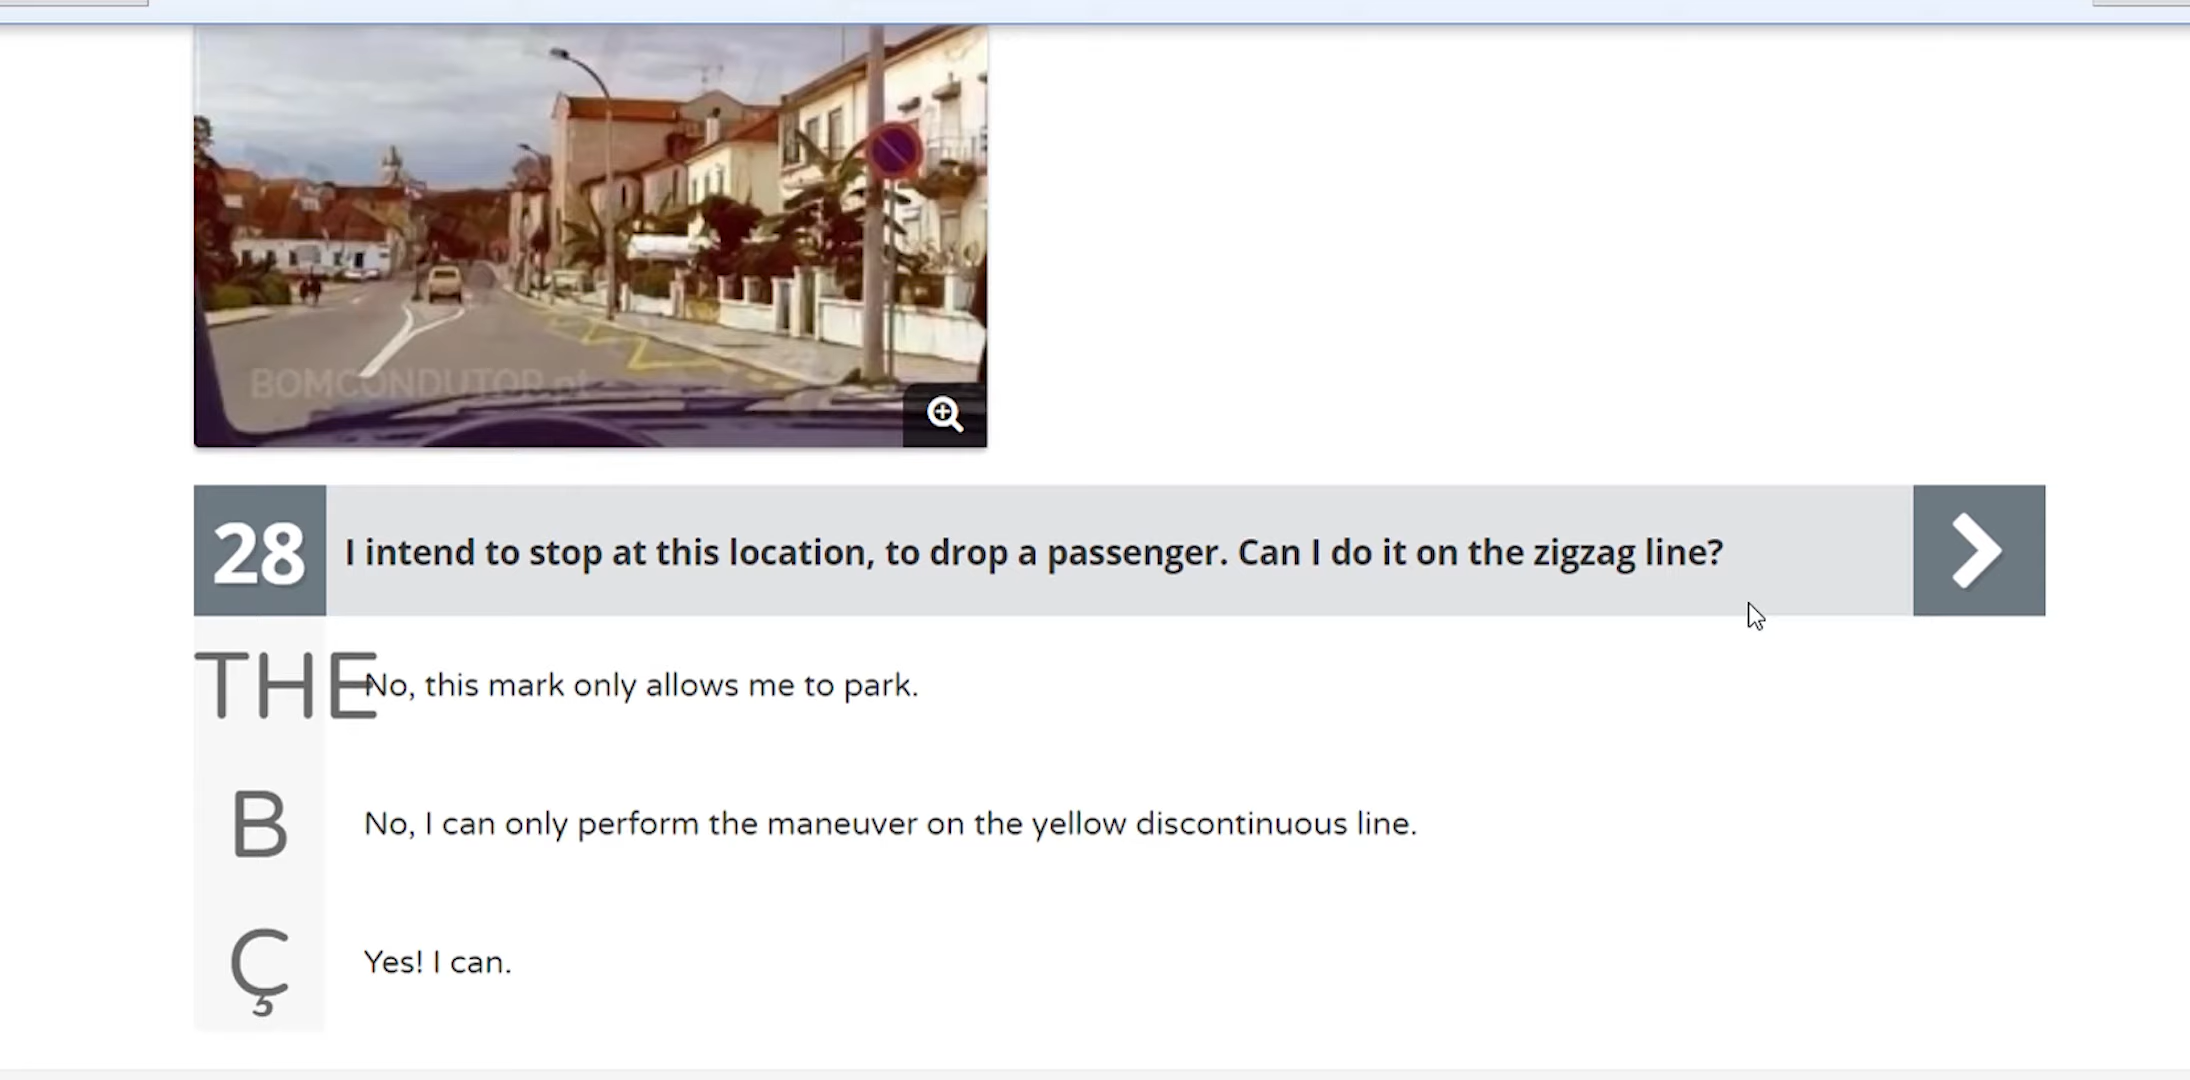 BOMCONDUTOR.pt
28
I intend to stop at this location, to drop a passenger. Can I do it on the zigzag line?
THE
No, this mark only allows me to park.
B
No, I can only perform the maneuver on the yellow discontinuous line.
Ç
Yes! I can.